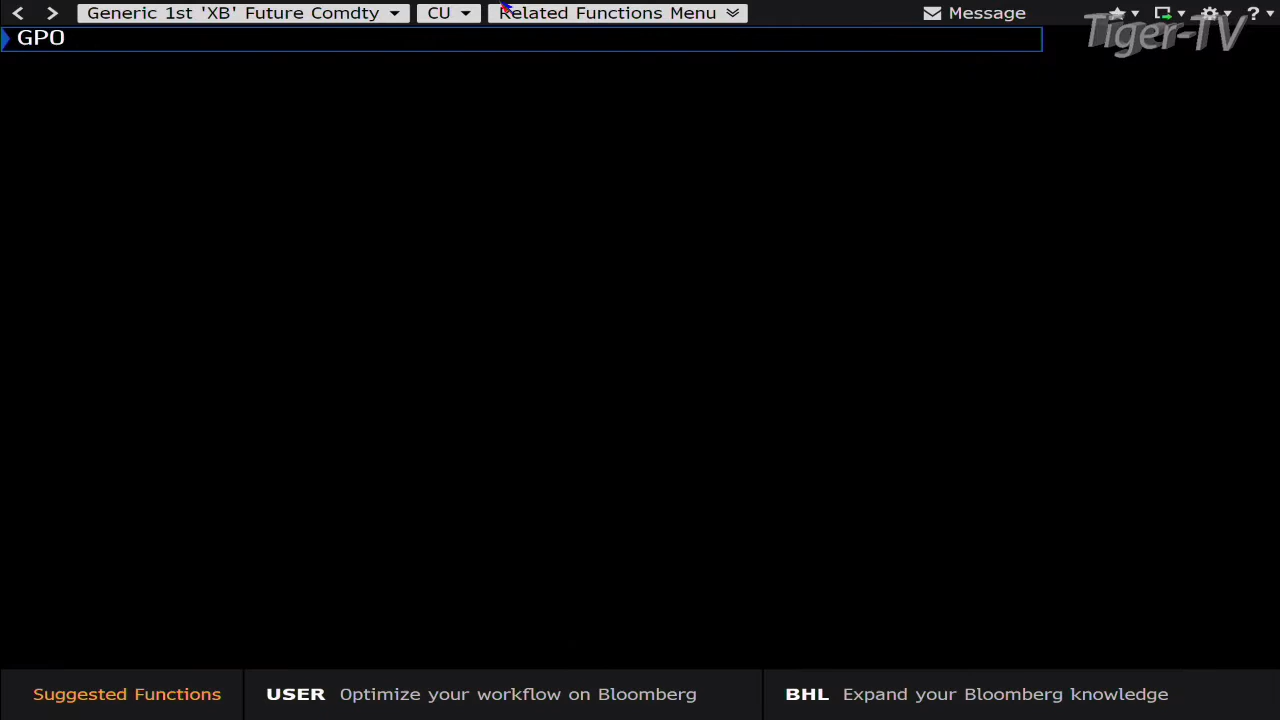 Generic 1st 'XB' Future Comdty CU Related Functions Menu Message ?
GPO
Tiger-TV
Suggested Functions USER Optimize your workflow on Bloomberg BHL Expand your Bloomberg knowledge